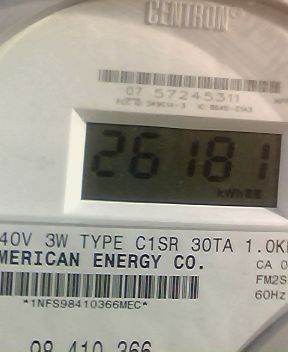 CENTRON®
07 57245311
26181
kWh
40V 3W TYPE C1SR 30TA 1.0K
MERICAN ENERGY CO.
CA 0
FM2S
60Hz
*1NFS98410366MEC*
98 410 366